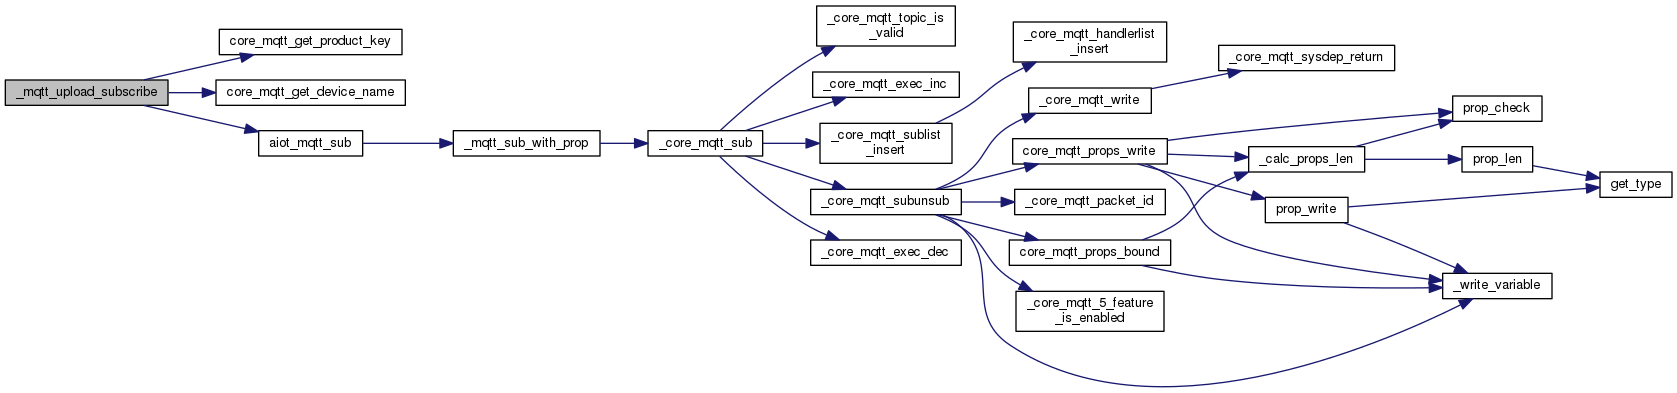 _mqtt_upload_subscribe
core_mqtt_get_product_key
core_mqtt_get_device_name
aiot_mqtt_sub
_mqtt_sub_with_prop
_core_mqtt_sub
_core_mqtt_topic_is
_valid
_core_mqtt_exec_inc
_core_mqtt_sublist
_insert
_core_mqtt_subunsub
_core_mqtt_exec_dec
_core_mqtt_handlerlist
_insert
_core_mqtt_write
core_mqtt_props_write
_core_mqtt_packet_id
core_mqtt_props_bound
_core_mqtt_5_feature
_is_enabled
_core_mqtt_sysdep_return
_calc_props_len
prop_write
prop_check
prop_len
_write_variable
get_type